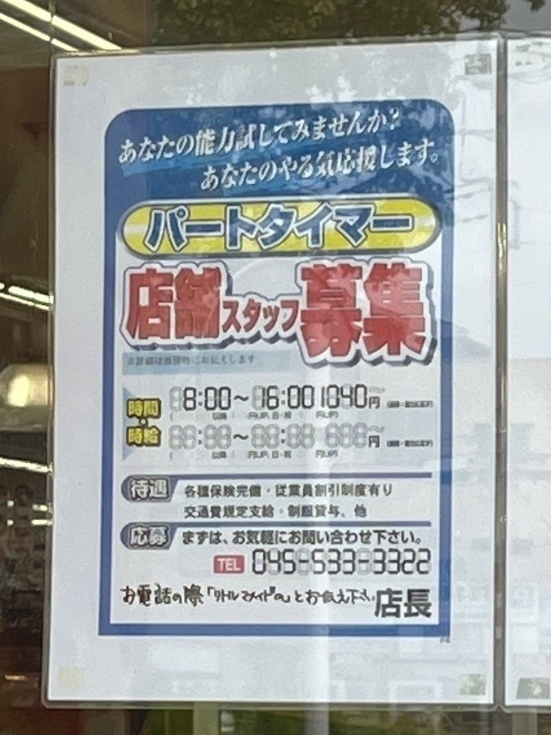 あなたの能力試してみませんか?
あなたのやる気応援します。
パートタイマー
店舗スタッフ募集
※詳細は面接時にお伝えします
時間・時給
8:00～16:00 1040円
円
待遇 各種保険完備・従業員割引制度有り
交通費規定支給・制服貸与、他
応募 まずは、お気軽にお問い合わせ下さい。
TEL 045-533-3322
お電話の際「リトルマメイドの」とお伝え下さい 店長